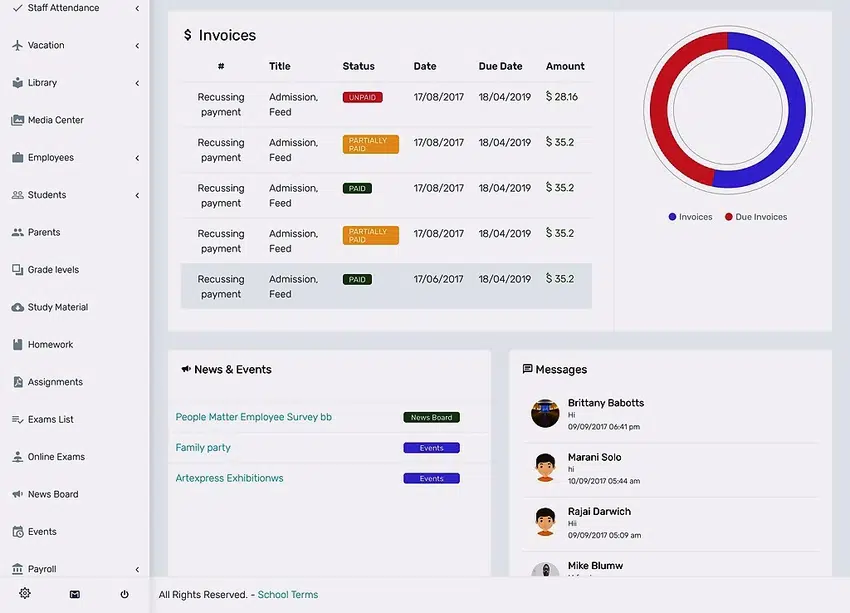 Staff Attendance
Vacation
Library
Media Center
Employees
Students
Parents
Grade levels
Study Material
Homework
Assignments
Exams List
Online Exams
News Board
Events
Payroll
$ Invoices
# Title Status Date Due Date Amount
Recussing Admission, UNPAID 17/08/2017 18/04/2019 $ 28.16
payment Feed
Recussing Admission, PARTIALLY 17/08/2017 18/04/2019 $ 35.2
payment Feed PAID
Recussing Admission, PAID 17/08/2017 18/04/2019 $ 35.2
payment Feed
Recussing Admission, PARTIALLY 17/08/2017 18/04/2019 $ 35.2
payment Feed PAID
Recussing Admission, PAID 17/06/2017 18/04/2019 $ 35.2
payment Feed
Invoices Due Invoices
News & Events
People Matter Employee Survey bb News Board
Family party Events
Artexpress Exhibitionws Events
Messages
Brittany Babotts
Hi
09/09/2017 06:41 pm
Marani Solo
hi
10/09/2017 05:44 am
Rajai Darwich
Hii
09/09/2017 05:09 am
Mike Blumw
All Rights Reserved. - School Terms